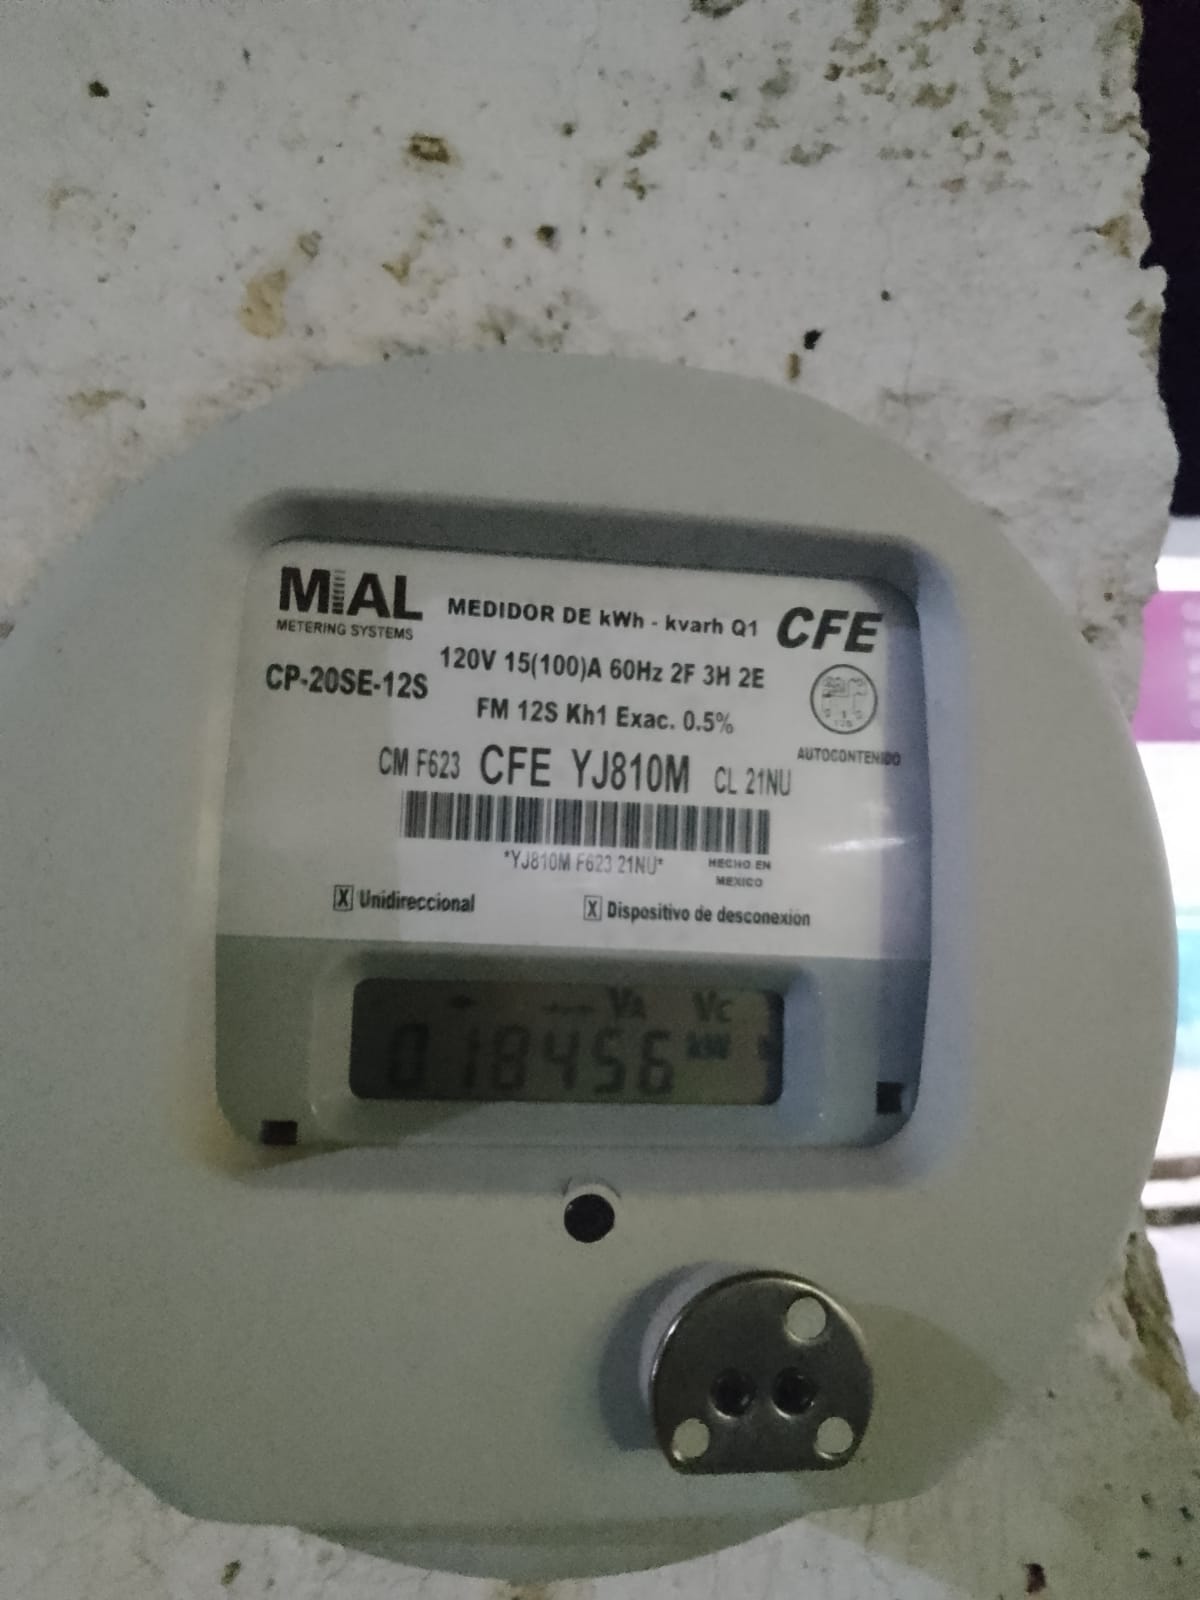 MIAL
METERING SYSTEMS
MEDIDOR DE kWh - kvarh Q1
CFE
CP-20SE-12S
120V 15(100)A 60Hz 2F 3H 2E
FM 12S Kh1 Exac. 0.5%
AUTOCONTENIDO
CM F623 CFE YJ810M CL 21NU
*YJ810M F623 21NU*
HECHO EN
MEXICO
X Unidireccional
X Dispositivo de desconexión
VA VC
018456 kW h